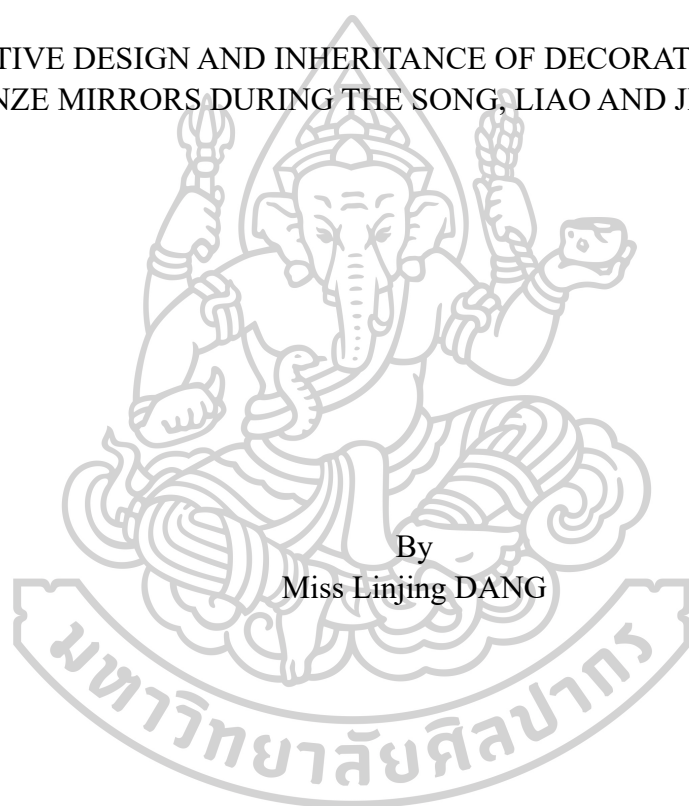 TIVE DESIGN AND INHERITANCE OF DECORAT
NZE MIRRORS DURING THE SONG, LIAO AND J
By
Miss Linjing DANG
มหาวิทยาลัยศิลปากร